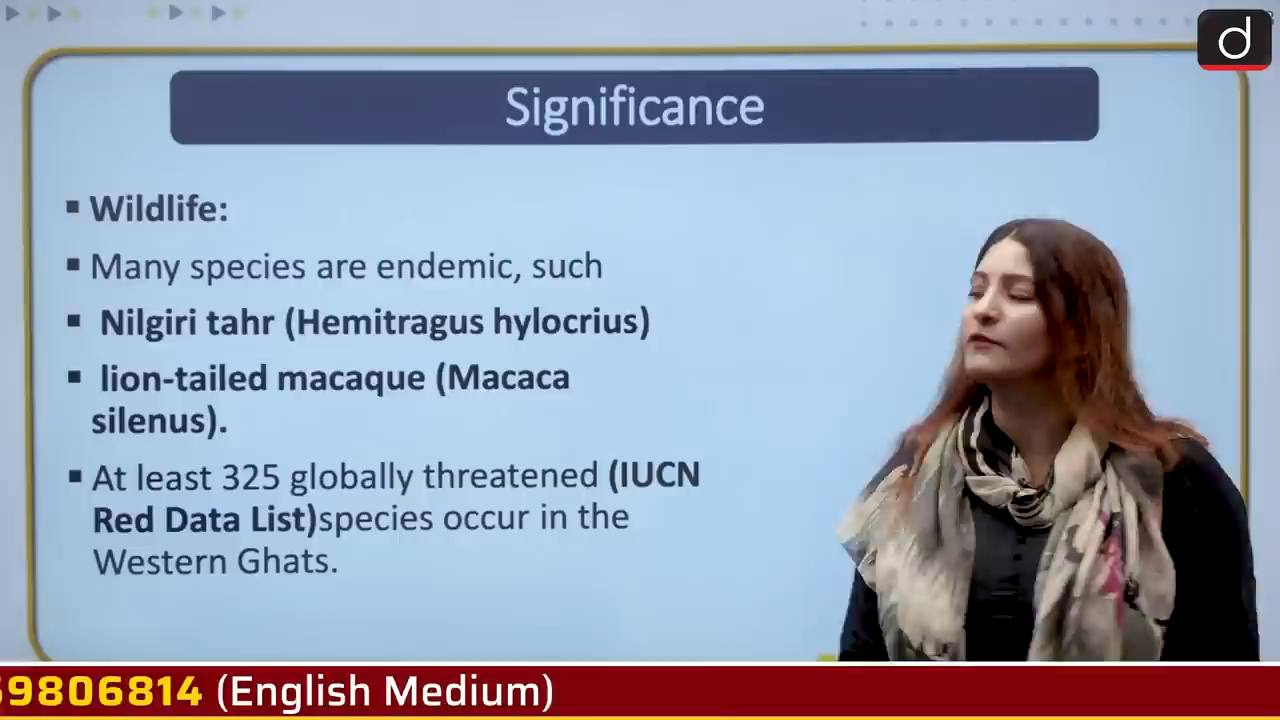 d
Significance
▪ Wildlife:
▪ Many species are endemic, such
▪ Nilgiri tahr (Hemitragus hylocrius)
▪ lion-tailed macaque (Macaca
silenus).
▪ At least 325 globally threatened (IUCN
Red Data List)species occur in the
Western Ghats.
9806814 (English Medium)